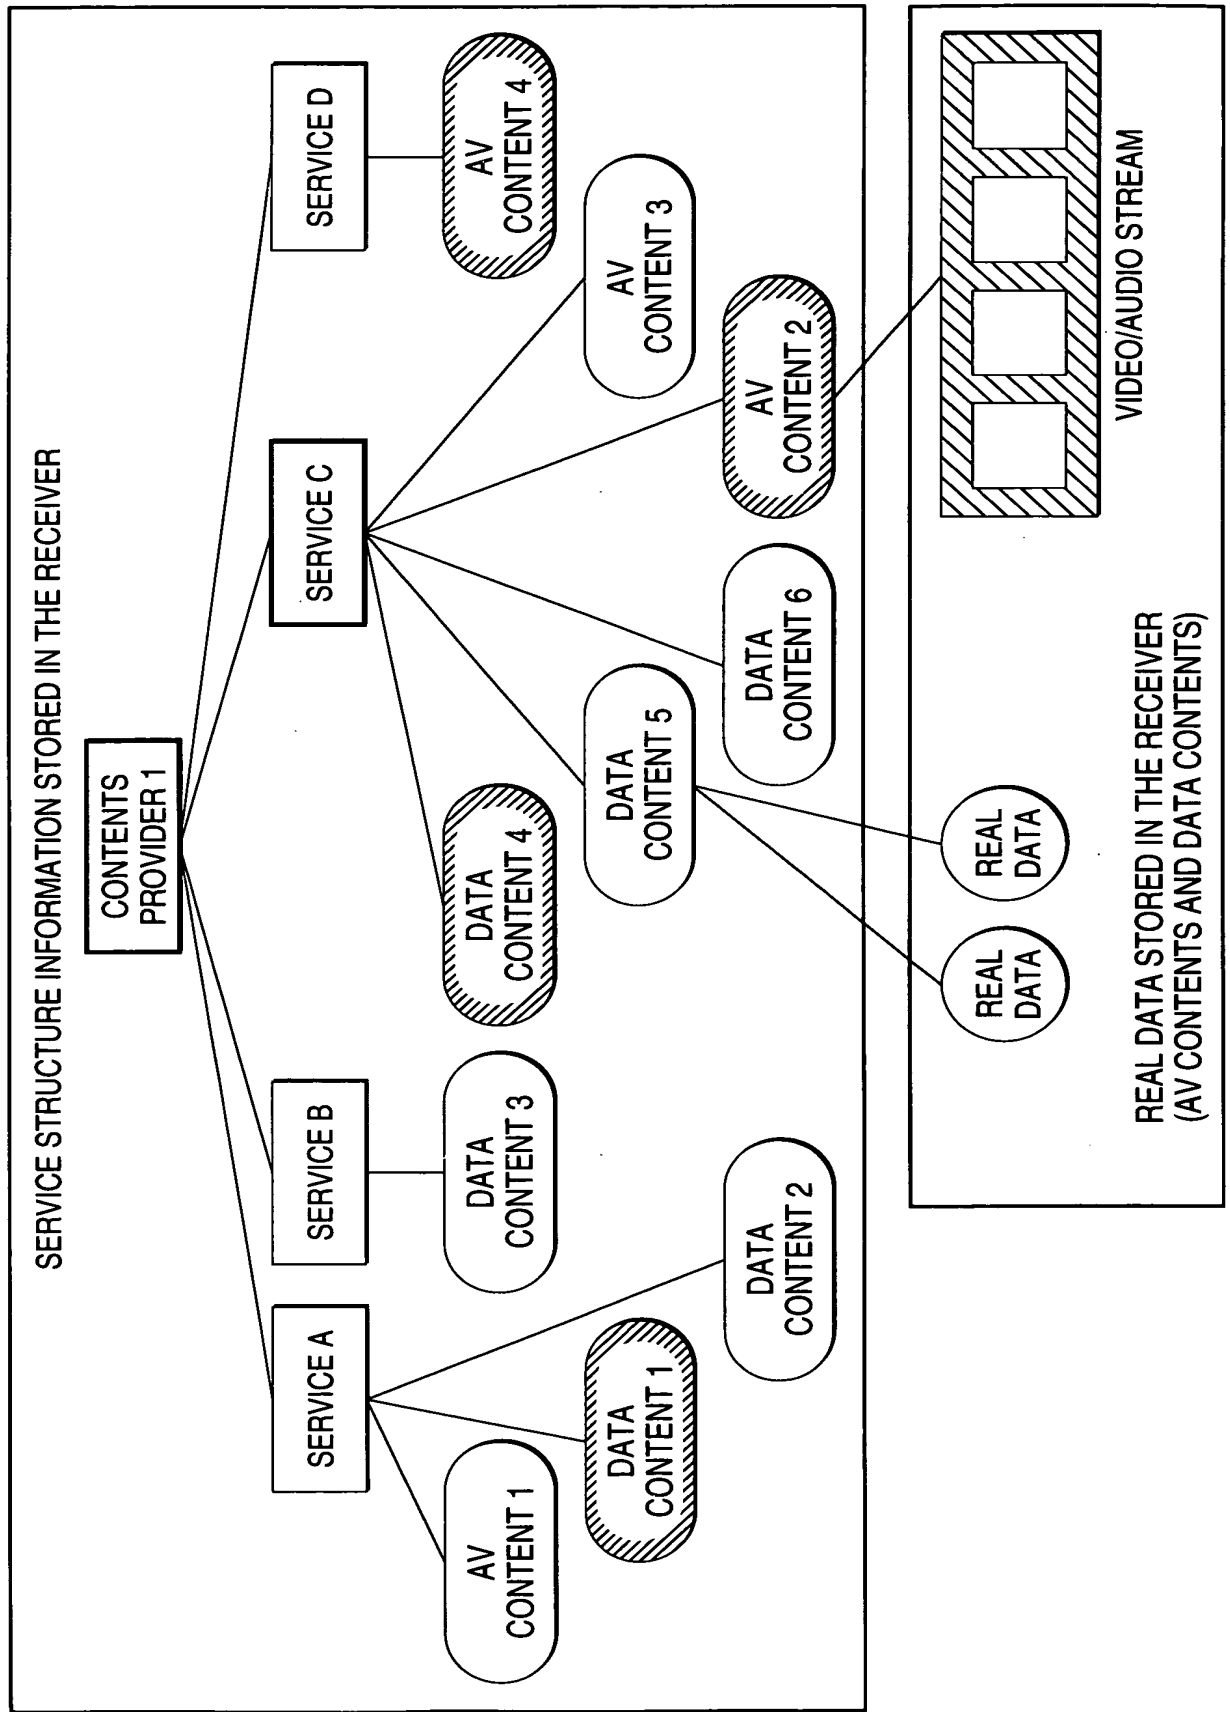 SERVICE STRUCTURE INFORMATION STORED IN THE RECEIVER
CONTENTS
PROVIDER 1
SERVICE A
SERVICE B
SERVICE C
SERVICE D
AV
CONTENT 1
DATA
CONTENT 3
DATA
CONTENT 4
AV
CONTENT 4
DATA
CONTENT 1
DATA
CONTENT 5
AV
CONTENT 3
DATA
CONTENT 2
DATA
CONTENT 6
AV
CONTENT 2
REAL
DATA
REAL
DATA
VIDEO/AUDIO STREAM
REAL DATA STORED IN THE RECEIVER
(AV CONTENTS AND DATA CONTENTS)